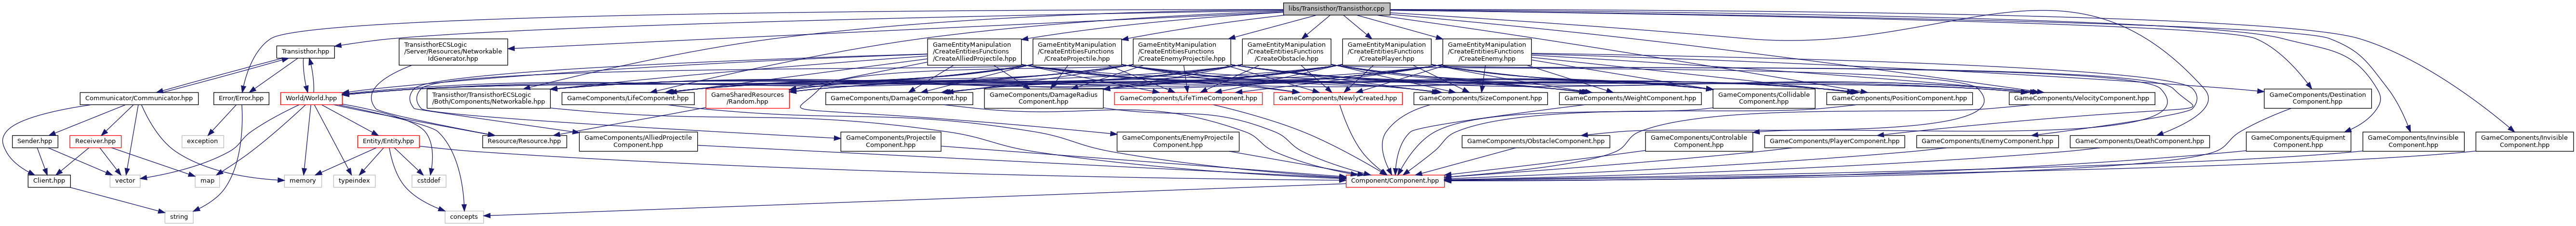 libs/Transisthor/Transisthor.cpp
Transisthor.hpp
TransisthorECSLogic
/Server/Resources/Networkable
IdGenerator.hpp
GameEntityManipulation
/CreateEntitiesFunctions
/CreateAlliedProjectile.hpp
GameEntityManipulation
/CreateEntitiesFunctions
/CreateProjectile.hpp
GameEntityManipulation
/CreateEntitiesFunctions
/CreateEnemyProjectile.hpp
GameEntityManipulation
/CreateEntitiesFunctions
/CreateObstacle.hpp
GameEntityManipulation
/CreateEntitiesFunctions
/CreatePlayer.hpp
GameEntityManipulation
/CreateEntitiesFunctions
/CreateEnemy.hpp
Communicator/Communicator.hpp
Error/Error.hpp
World/World.hpp
Transisthor/TransisthorECSLogic
/Both/Components/Networkable.hpp
GameComponents/LifeComponent.hpp
GameSharedResources
/Random.hpp
GameComponents/DamageComponent.hpp
GameComponents/DamageRadius
Component.hpp
GameComponents/LifeTimeComponent.hpp
GameComponents/NewlyCreated.hpp
GameComponents/SizeComponent.hpp
GameComponents/WeightComponent.hpp
GameComponents/Collidable
Component.hpp
GameComponents/PositionComponent.hpp
GameComponents/VelocityComponent.hpp
GameComponents/Destination
Component.hpp
Sender.hpp
Receiver.hpp
exception
Entity/Entity.hpp
Resource/Resource.hpp
GameComponents/AlliedProjectile
Component.hpp
GameComponents/Projectile
Component.hpp
GameComponents/EnemyProjectile
Component.hpp
GameComponents/ObstacleComponent.hpp
GameComponents/Controlable
Component.hpp
GameComponents/PlayerComponent.hpp
GameComponents/EnemyComponent.hpp
GameComponents/DeathComponent.hpp
GameComponents/Equipment
Component.hpp
GameComponents/Invinsible
Component.hpp
GameComponents/Invisible
Component.hpp
Client.hpp
vector
map
memory
typeindex
cstddef
Component/Component.hpp
string
concepts